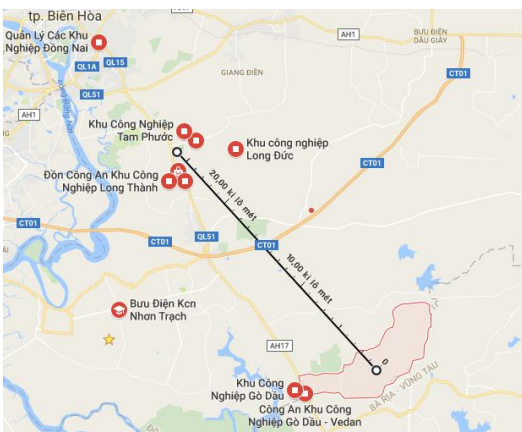 tp. Biên Hòa
Quản Lý Các Khu
Nghiệp Đồng Nai
QL1A
QL15
AH1
BƯU ĐIỆN
DẦU GIÂY
GIANG ĐIỀN
CT01
QL51
AH1
Khu Công Nghiệp
Tam Phước
Khu công nghiệp
Long Đức
CT01
Đồn Công An Khu Công
Nghiệp Long Thành
20,00 ki lô mét
CT01
QL51
CT01
CT01
10,00 ki lô mét
Bưu Điện Kcn
Nhơn Trạch
AH17
0
Khu Công
Nghiệp Gò Dầu
BÀ RỊA - VŨNG TÀU
Công An Khu Công
Nghiệp Gò Dầu - Vedan